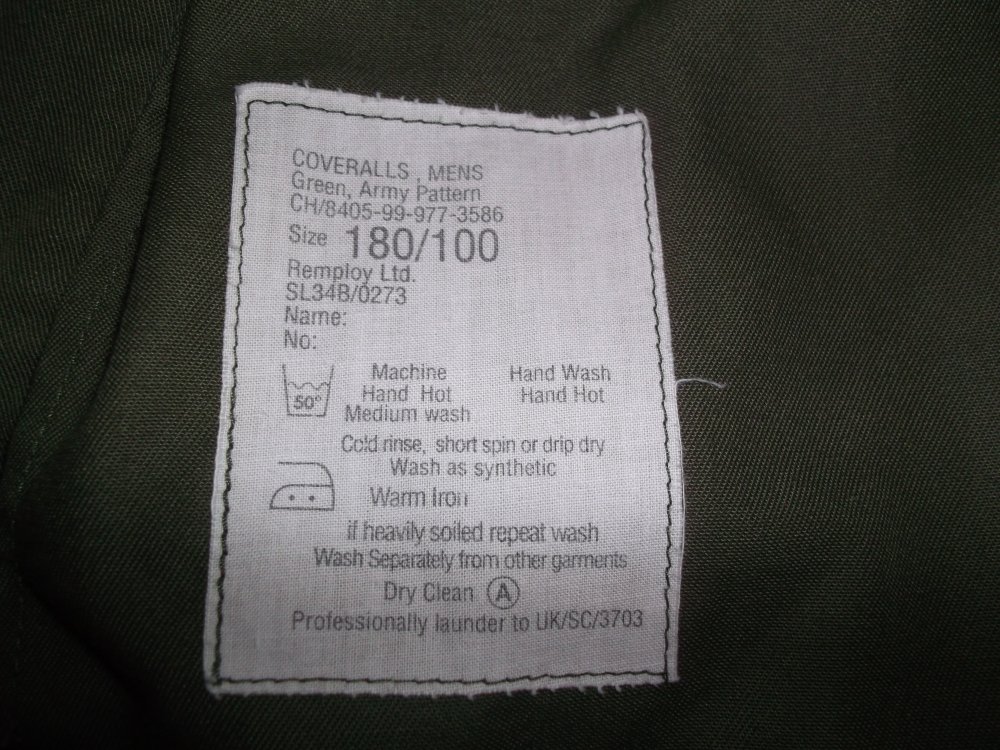 COVERALLS, MENS
Green, Army Pattern
CH/8405-99-977-3586
Size 180/100
Remploy Ltd.
SL34B/0273
Name:
No:
50°
Machine Hand Wash
Hand Hot Hand Hot
Medium wash
Cold rinse, short spin or drip dry
Wash as synthetic
Warm Iron
if heavily soiled repeat wash
Wash Separately from other garments
Dry Clean A
Professionally launder to UK/SC/3703